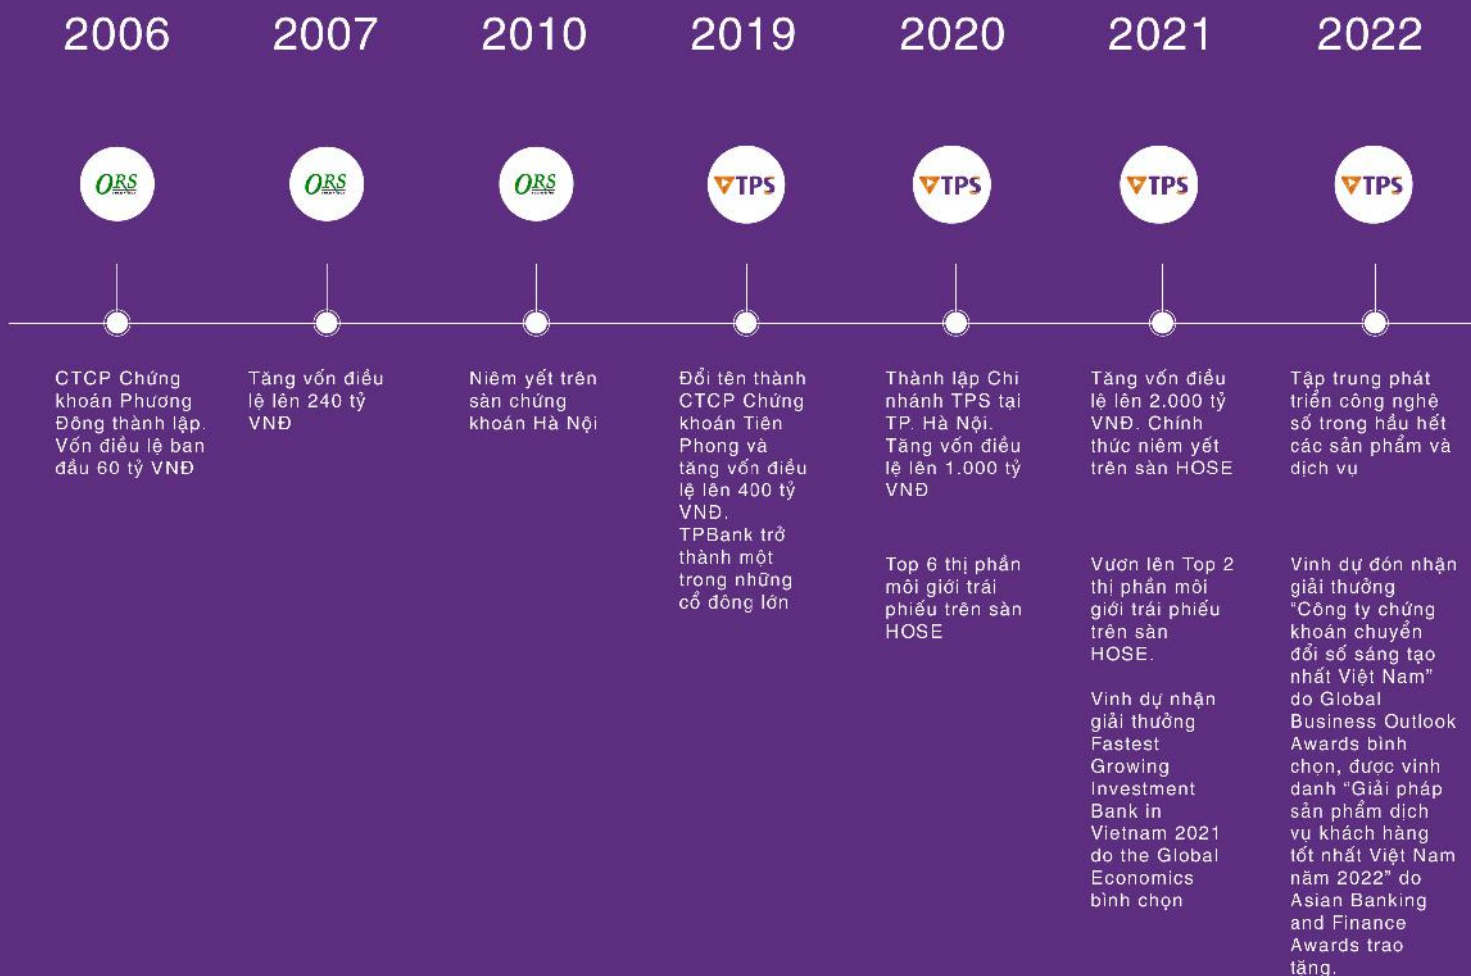 2006
2007
2010
2019
2020
2021
2022
ORS
ORS
ORS
TPS
TPS
TPS
TPS
CTCP Chứng
khoán Phương
Đông thành lập.
Vốn điều lệ ban
đầu 60 tỷ VNĐ
Tăng vốn điều
lệ lên 240 tỷ
VNĐ
Niêm yết trên
sàn chứng
khoán Hà Nội
Đổi tên thành
CTCP Chứng
khoán Tiên
Phong và
tăng vốn điều
lệ lên 400 tỷ
VNĐ.
TPBank trở
thành một
trong những
cổ đông lớn
Thành lập Chi
nhánh TPS tại
TP. Hà Nội.
Tăng vốn điều
lệ lên 1.000 tỷ
VNĐ
Top 6 thị phần
môi giới trái
phiếu trên sàn
HOSE
Tăng vốn điều
lệ lên 2.000 tỷ
VNĐ. Chính
thức niêm yết
trên sàn HOSE
Vươn lên Top 2
thị phần môi
giới trái phiếu
trên sàn
HOSE.
Vinh dự nhận
giải thưởng
Fastest
Growing
Investment
Bank in
Vietnam 2021
do the Global
Economics
bình chọn
Tập trung phát
triển công nghệ
số trong hầu hết
các sản phẩm và
dịch vụ
Vinh dự đón nhận
giải thưởng
“Công ty chứng
khoán chuyển
đổi số sáng tạo
nhất Việt Nam”
do Global
Business Outlook
Awards bình
chọn, được vinh
danh “Giải pháp
sản phẩm dịch
vụ khách hàng
tốt nhất Việt Nam
năm 2022” do
Asian Banking
and Finance
Awards trao
tặng.